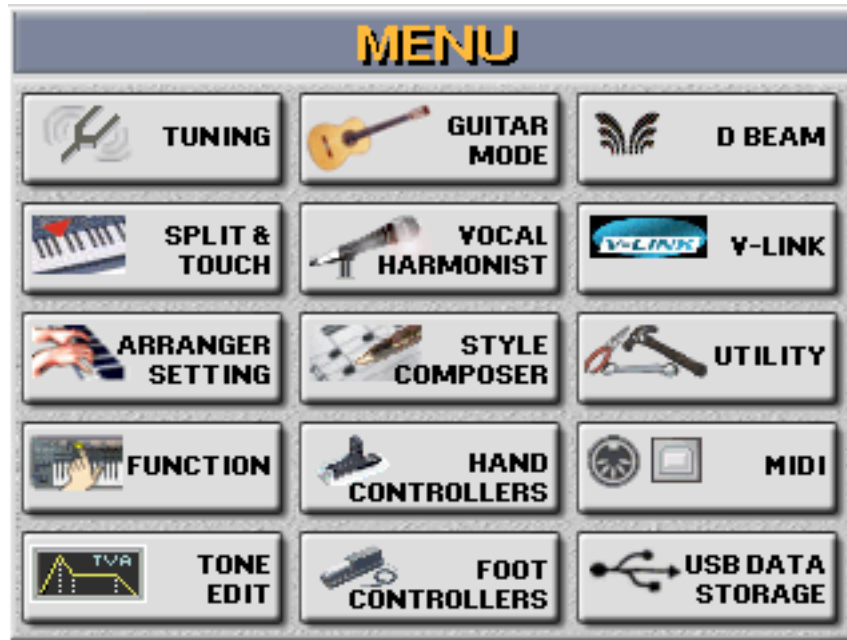 MENU
TUNING
GUITAR
MODE
D BEAM
SPLIT &
TOUCH
VOCAL
HARMONIST
V-LINK
V-LINK
ARRANGER
SETTING
STYLE
COMPOSER
UTILITY
FUNCTION
HAND
CONTROLLERS
MIDI
TVA
TONE
EDIT
FOOT
CONTROLLERS
USB DATA
STORAGE